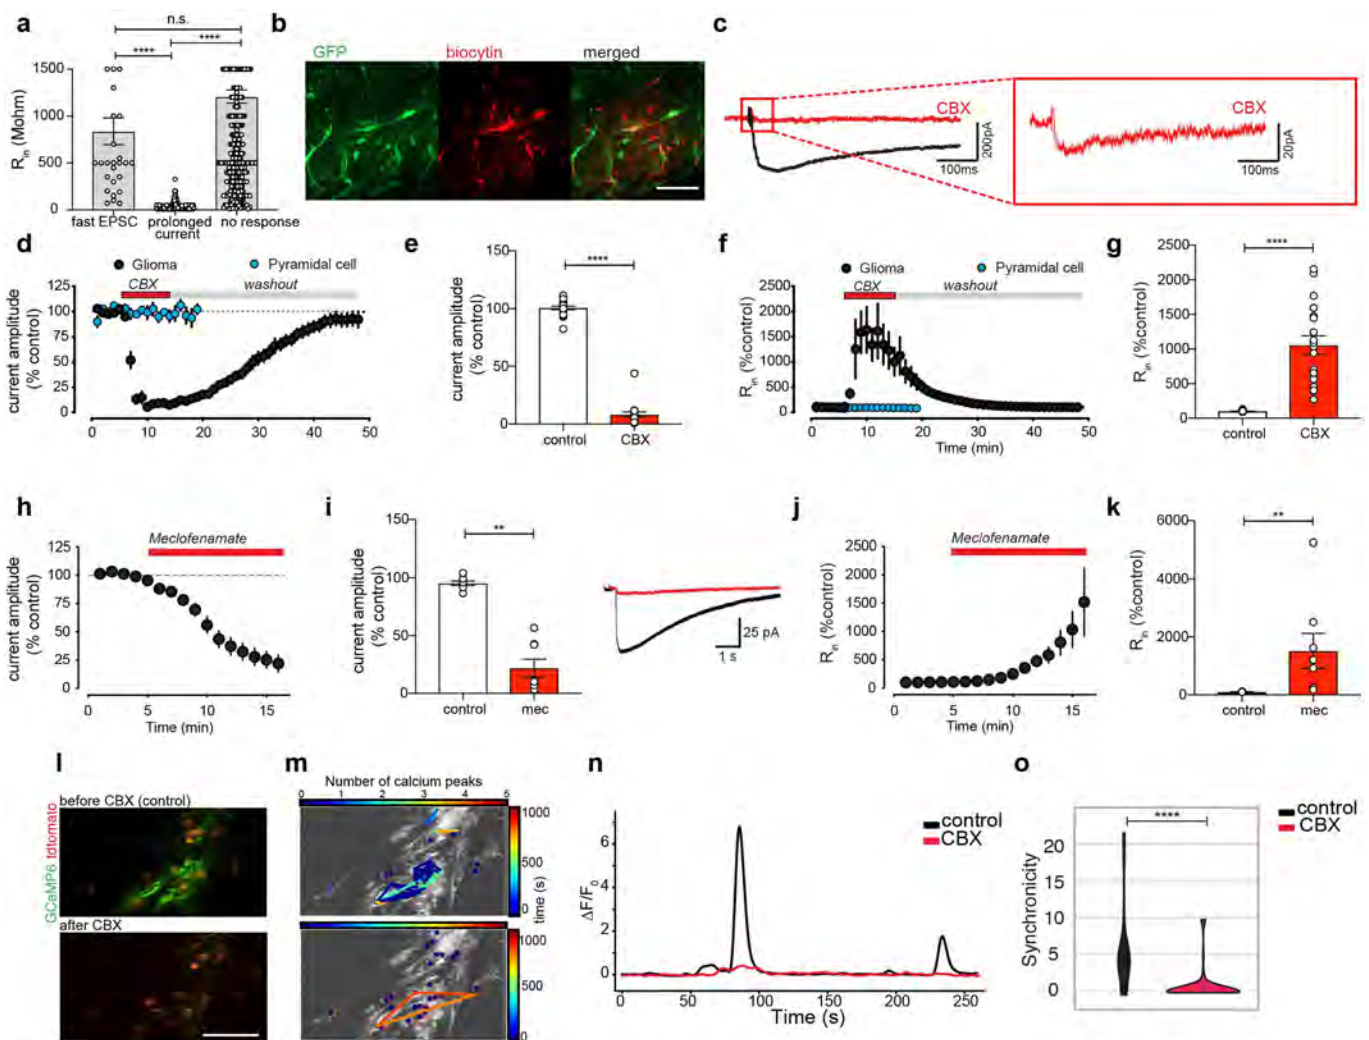 a
n.s.
****
****
R_in (Mohm)
1500
1000
500
0
fast EPSC
prolonged current
no response
b
GFP
biocytin
merged
c
CBX
200pA
100ms
CBX
20pA
100ms
d
Glioma
Pyramidal cell
CBX
washout
current amplitude
(% control)
125
100
75
50
25
0
0
10
20
30
40
50
e
current amplitude
(% control)
150
100
50
0
****
control
CBX
f
Glioma
Pyramidal cell
CBX
washout
R_in (%control)
2500
2000
1500
1000
500
0
0
10
20
30
40
50
Time (min)
g
R_in (%control)
2500
2000
1500
1000
500
0
****
control
CBX
h
Meclofenamate
current amplitude
(% control)
125
100
75
50
25
0
0
5
10
15
Time (min)
i
current amplitude
(% control)
150
100
50
0
**
control
mec
25 pA
1 s
j
Meclofenamate
R_in (%control)
2500
2000
1500
1000
500
0
0
5
10
15
Time (min)
k
R_in (%control)
6000
4000
2000
0
**
control
mec
l
before CBX (control)
GCaMP6 tdtomato
after CBX
m
Number of calcium peaks
0
1
2
3
4
5
1000
500
0
1000
500
0
time (s)
n
control
CBX
ΔF/F₀
6
4
2
0
0
50
100
150
200
250
Time (s)
o
control
CBX
****
Synchronicity
20
15
10
5
0